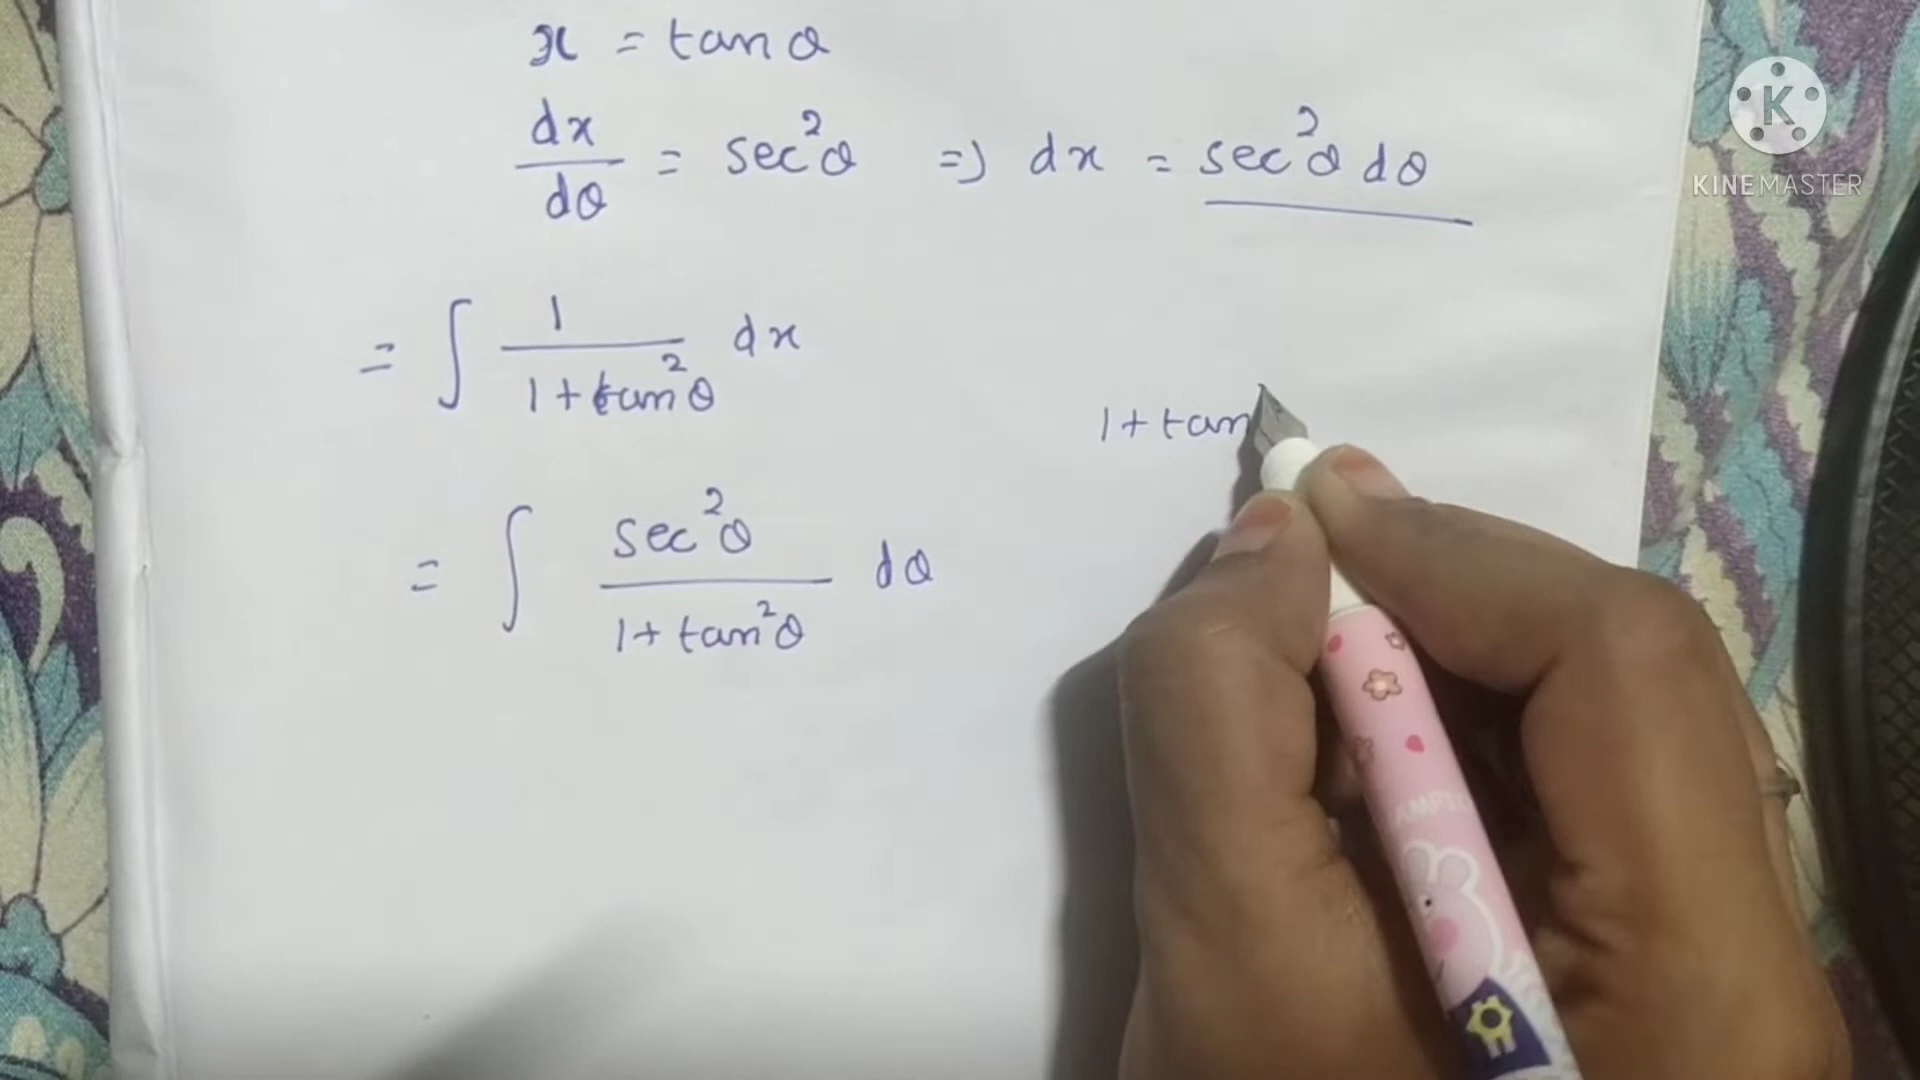 x = tan θ
dx/dθ = sec²θ ⇒ dx = sec²θ dθ
= ∫ 1/(1+tan²θ) dx
1 + tan
= ∫ sec²θ/(1+tan²θ) dθ
K
KINEMASTER